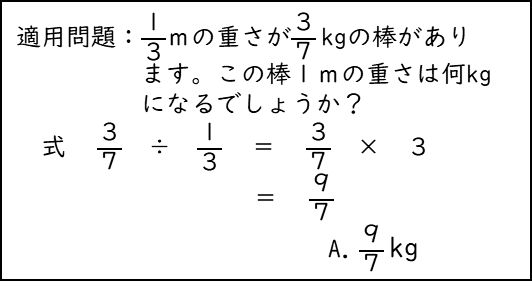 適用問題：1/3mの重さが3/7kgの棒があり
ます。この棒1mの重さは何kg
になるでしょうか？
式 3/7 ÷ 1/3 = 3/7 × 3
= 9/7
A. 9/7 kg